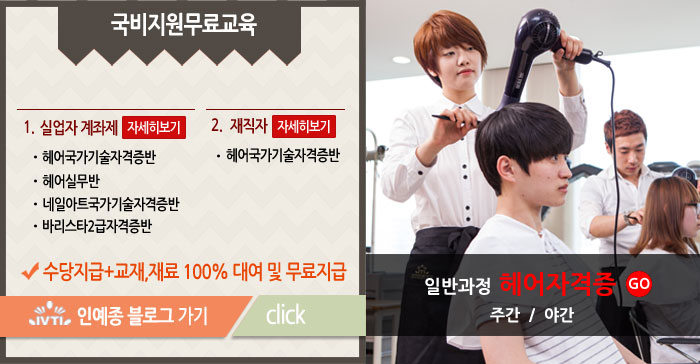 국비지원무료교육
1. 실업자 계좌제 자세히보기
· 헤어국가기술자격증반
· 헤어실무반
· 네일아트국가기술자격증반
· 바리스타2급자격증반
2. 재직자 자세히보기
· 헤어국가기술자격증반
수당지급+교재,재료 100% 대여 및 무료지급
IVTI 인예종 블로그 가기
click
일반과정 헤어자격증 GO
주간 / 야간